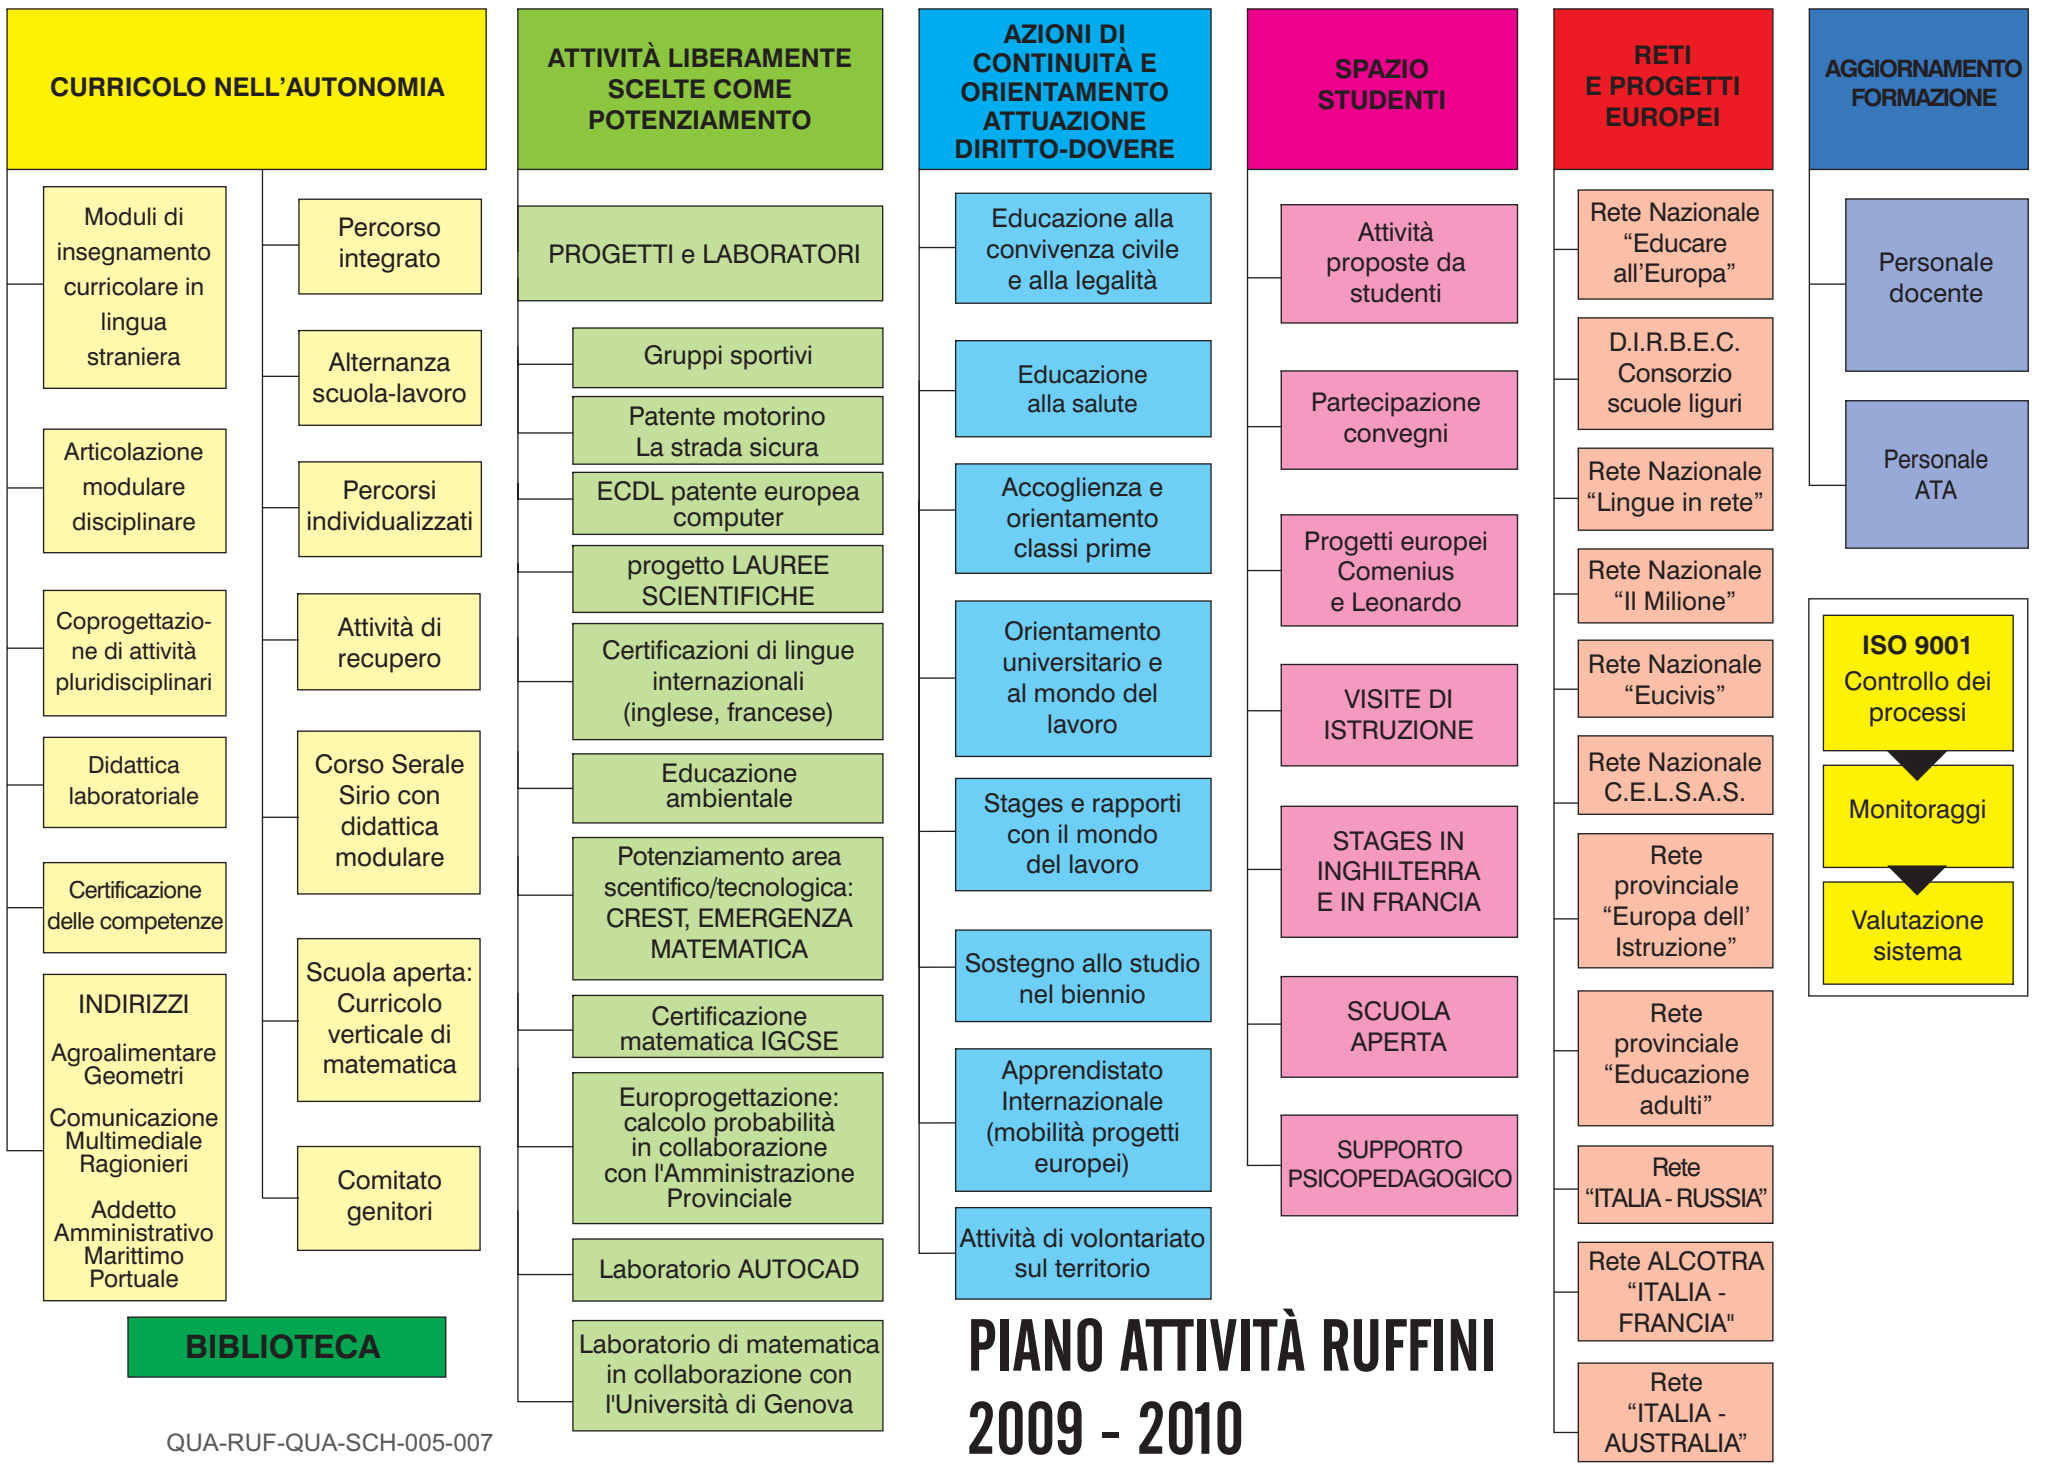 CURRICOLO NELL’AUTONOMIA
Moduli di
insegnamento
curricolare in
lingua
straniera
Articolazione
modulare
disciplinare
Coprogettazio-
ne di attività
pluridisciplinari
Didattica
laboratoriale
Certificazione
delle competenze
INDIRIZZI
Agroalimentare
Geometri
Comunicazione
Multimediale
Ragionieri
Addetto
Amministrativo
Marittimo
Portuale
Percorso
integrato
Alternanza
scuola-lavoro
Percorsi
individualizzati
Attività di
recupero
Corso Serale
Sirio con
didattica
modulare
Scuola aperta:
Curricolo
verticale di
matematica
Comitato
genitori
BIBLIOTECA
QUA-RUF-QUA-SCH-005-007
ATTIVITÀ LIBERAMENTE
SCELTE COME
POTENZIAMENTO
PROGETTI e LABORATORI
Gruppi sportivi
Patente motorino
La strada sicura
ECDL patente europea
computer
progetto LAUREE
SCIENTIFICHE
Certificazioni di lingue
internazionali
(inglese, francese)
Educazione
ambientale
Potenziamento area
scentifico/tecnologica:
CREST, EMERGENZA
MATEMATICA
Certificazione
matematica IGCSE
Europrogettazione:
calcolo probabilità
in collaborazione
con l'Amministrazione
Provinciale
Laboratorio AUTOCAD
Laboratorio di matematica
in collaborazione con
l'Università di Genova
AZIONI DI
CONTINUITÀ E
ORIENTAMENTO
ATTUAZIONE
DIRITTO-DOVERE
Educazione alla
convivenza civile
e alla legalità
Educazione
alla salute
Accoglienza e
orientamento
classi prime
Orientamento
universitario e
al mondo del
lavoro
Stages e rapporti
con il mondo
del lavoro
Sostegno allo studio
nel biennio
Apprendistato
Internazionale
(mobilità progetti
europei)
Attività di volontariato
sul territorio
SPAZIO
STUDENTI
Attività
proposte da
studenti
Partecipazione
convegni
Progetti europei
Comenius
e Leonardo
VISITE DI
ISTRUZIONE
STAGES IN
INGHILTERRA
E IN FRANCIA
SCUOLA
APERTA
SUPPORTO
PSICOPEDAGOGICO
RETI
E PROGETTI
EUROPEI
Rete Nazionale
“Educare
all’Europa”
D.I.R.B.E.C.
Consorzio
scuole liguri
Rete Nazionale
“Lingue in rete”
Rete Nazionale
“Il Milione”
Rete Nazionale
“Eucivis”
Rete Nazionale
C.E.L.S.A.S.
Rete
provinciale
“Europa dell’
Istruzione”
Rete
provinciale
“Educazione
adulti”
Rete
“ITALIA - RUSSIA”
Rete ALCOTRA
“ITALIA -
FRANCIA"
Rete
“ITALIA -
AUSTRALIA”
AGGIORNAMENTO
FORMAZIONE
Personale
docente
Personale
ATA
ISO 9001
Controllo dei
processi
Monitoraggi
Valutazione
sistema
PIANO ATTIVITÀ RUFFINI
2009 - 2010